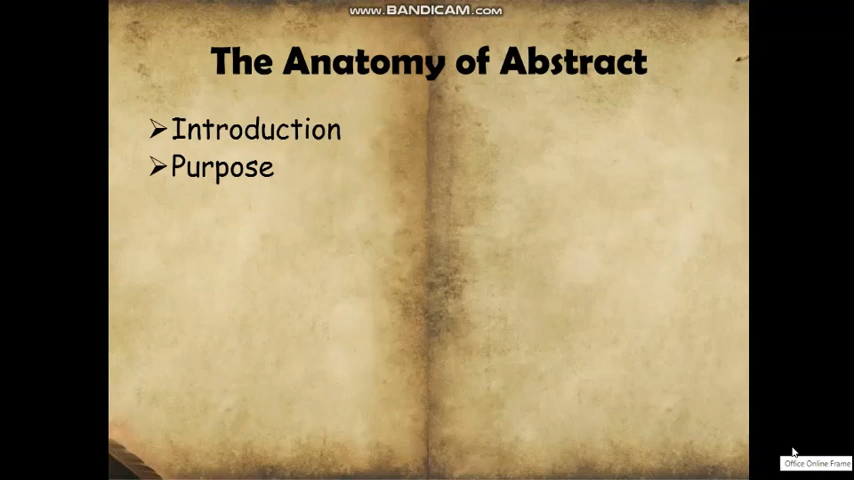 WWW.BANDICAM.COM
The Anatomy of Abstract
➢Introduction
➢Purpose
Office Online Frame